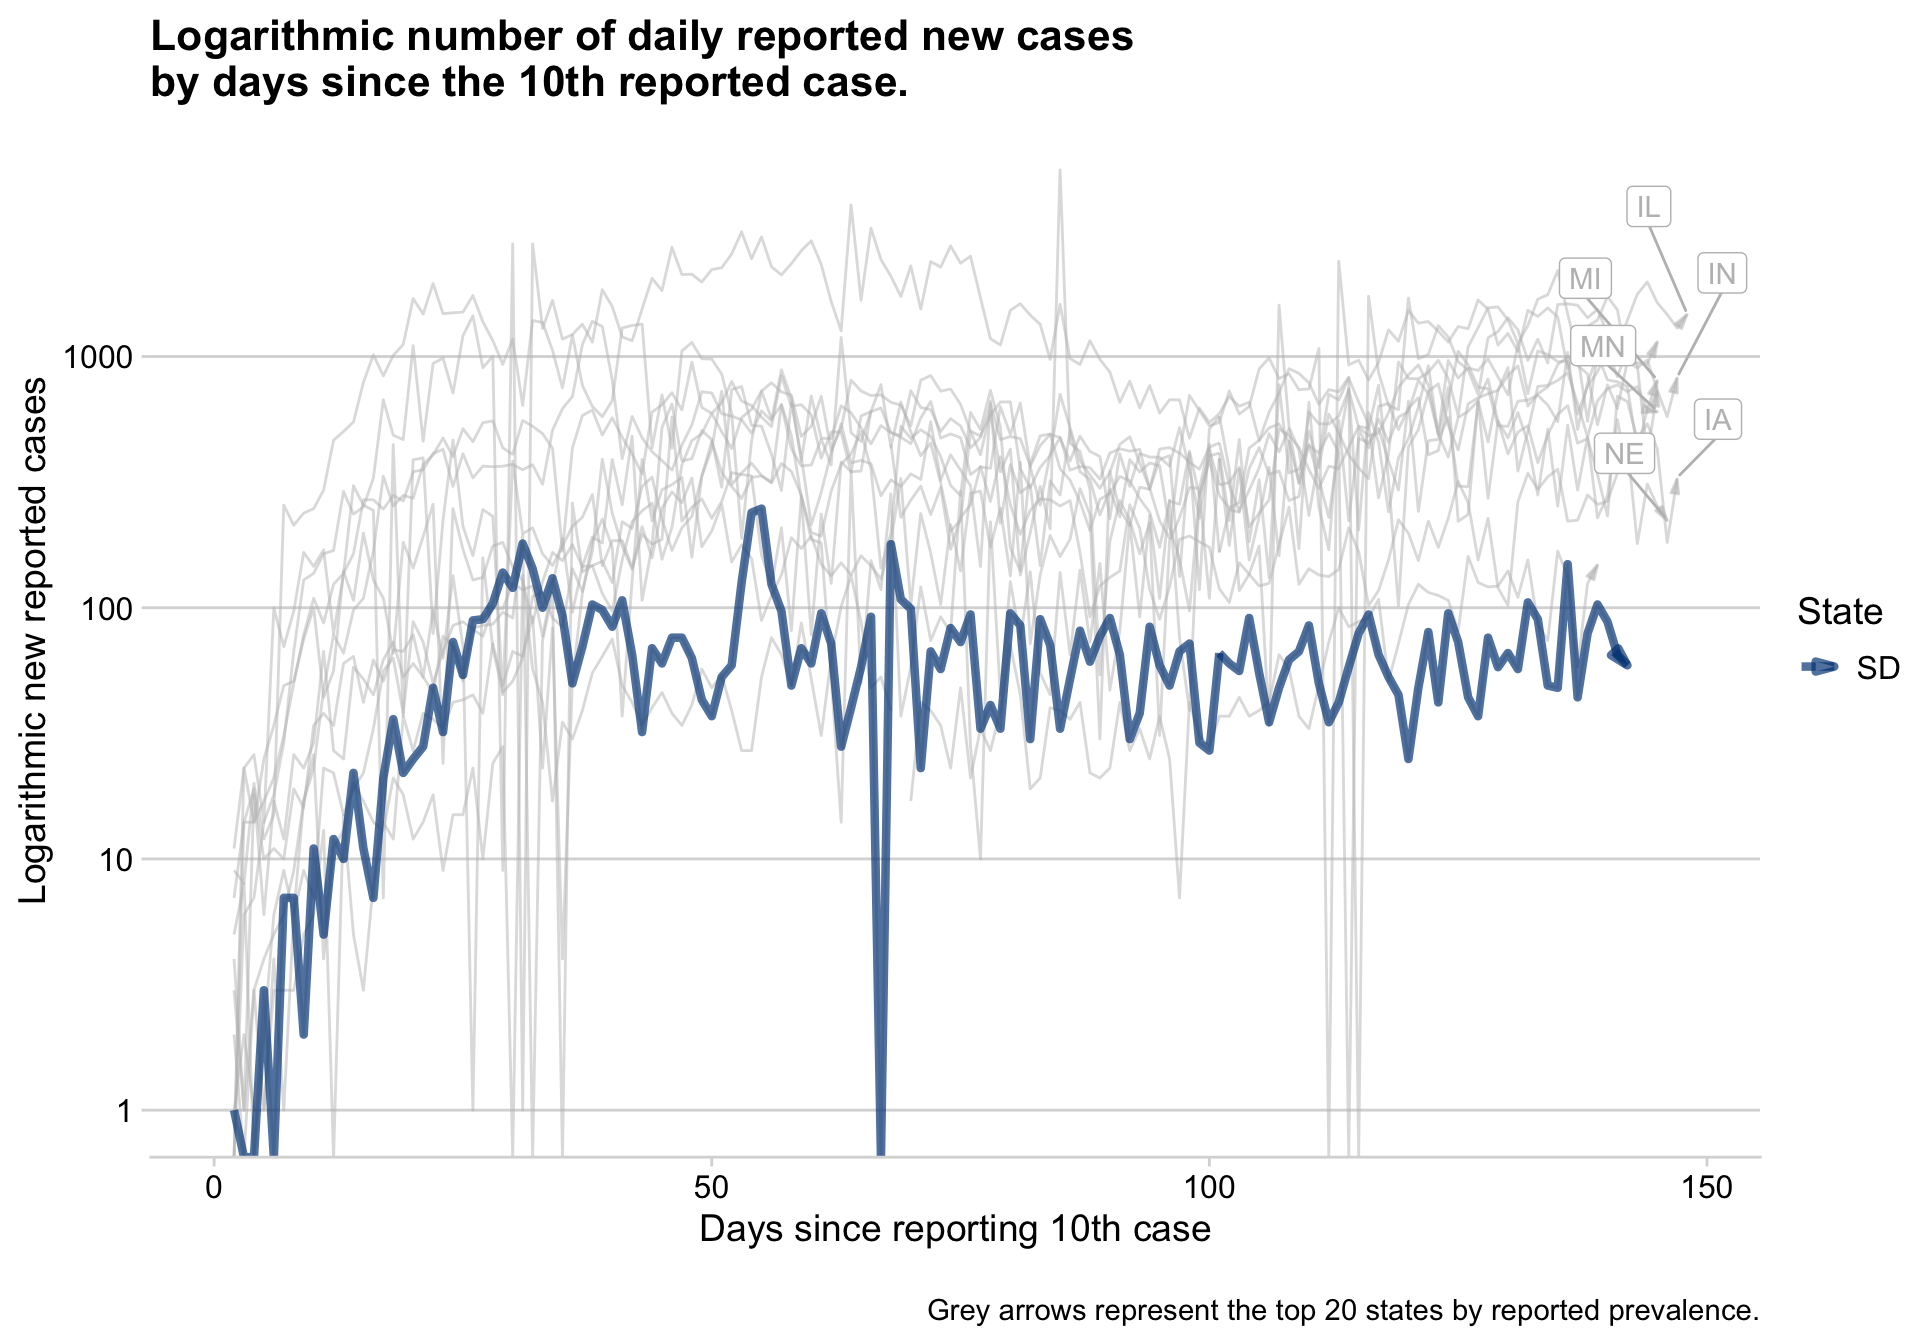 Logarithmic number of daily reported new cases
by days since the 10th reported case.
Logarithmic new reported cases
1000
100
10
1
IL
MI
IN
MN
IA
NE
State
SD
0
50
100
150
Days since reporting 10th case
Grey arrows represent the top 20 states by reported prevalence.